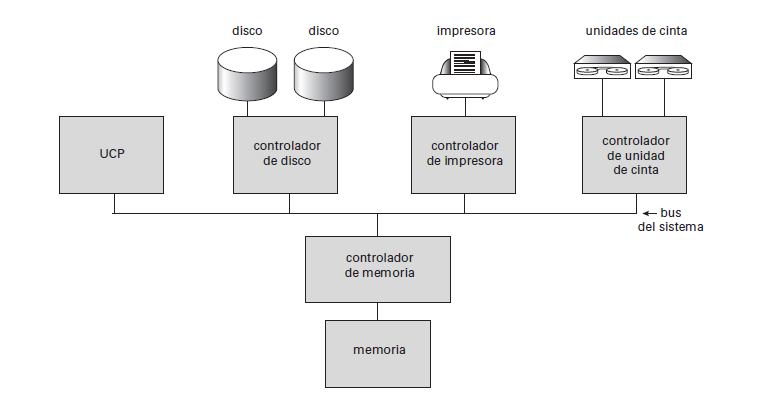 disco
disco
impresora
unidades de cinta
UCP
controlador
de disco
controlador
de impresora
controlador
de unidad
de cinta
bus
del sistema
controlador
de memoria
memoria